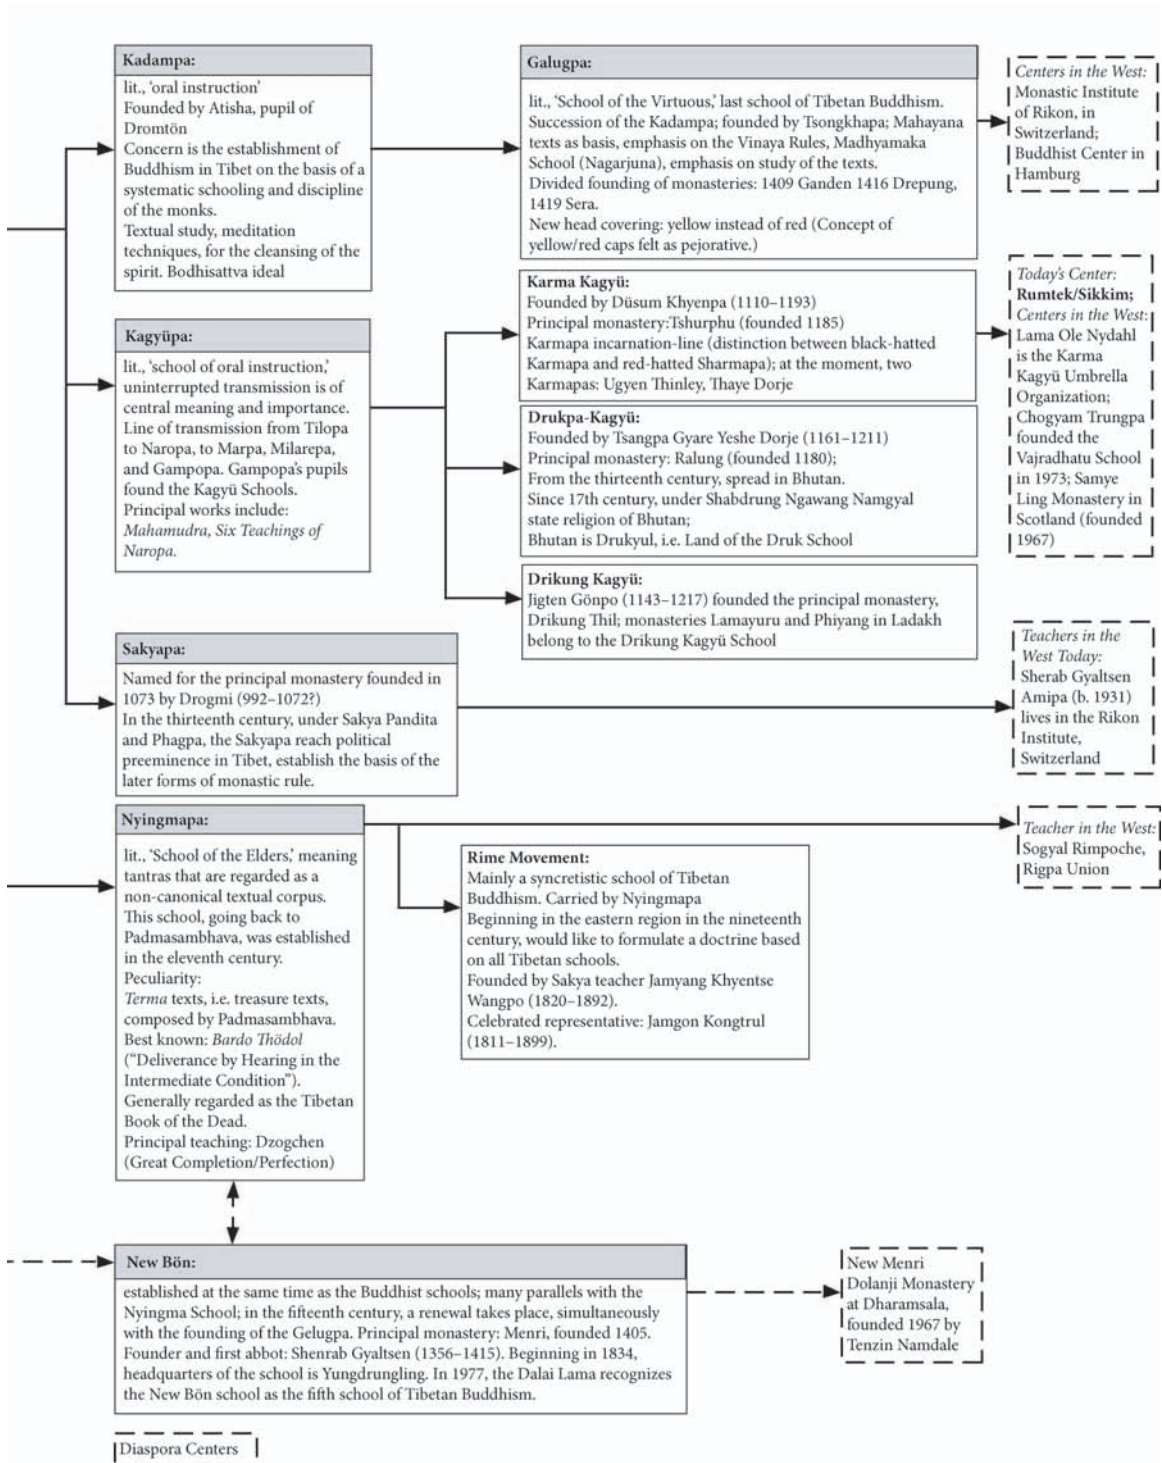 Kadampa:
lit., ‘oral instruction’
Founded by Atisha, pupil of
Dromtön
Concern is the establishment of
Buddhism in Tibet on the basis of a
systematic schooling and discipline
of the monks.
Textual study, meditation
techniques, for the cleansing of the
spirit. Bodhisattva ideal
Galugpa:
lit., ‘School of the Virtuous,’ last school of Tibetan Buddhism.
Succession of the Kadampa; founded by Tsongkhapa; Mahayana
texts as basis, emphasis on the Vinaya Rules, Madhyamaka
School (Nagarjuna), emphasis on study of the texts.
Divided founding of monasteries: 1409 Ganden 1416 Drepung,
1419 Sera.
New head covering: yellow instead of red (Concept of
yellow/red caps felt as pejorative.)
Centers in the West:
Monastic Institute
of Rikon, in
Switzerland;
Buddhist Center in
Hamburg
Kagyüpa:
lit., ‘school of oral instruction,’
uninterrupted transmission is of
central meaning and importance.
Line of transmission from Tilopa
to Naropa, to Marpa, Milarepa,
and Gampopa. Gampopa’s pupils
found the Kagyü Schools.
Principal works include:
Mahamudra, Six Teachings of
Naropa.
Karma Kagyü:
Founded by Düsum Khyenpa (1110–1193)
Principal monastery:Tshurphu (founded 1185)
Karmapa incarnation-line (distinction between black-hatted
Karmapa and red-hatted Sharmapa); at the moment, two
Karmapas: Ugyen Thinley, Thaye Dorje
Drukpa-Kagyü:
Founded by Tsangpa Gyare Yeshe Dorje (1161–1211)
Principal monastery: Ralung (founded 1180);
From the thirteenth century, spread in Bhutan.
Since 17th century, under Shabdrung Ngawang Namgyal
state religion of Bhutan;
Bhutan is Drukyul, i.e. Land of the Druk School
Drikung Kagyü:
Jigten Gönpo (1143–1217) founded the principal monastery,
Drikung Thil; monasteries Lamayuru and Phiyang in Ladakh
belong to the Drikung Kagyü School
Today’s Center:
Rumtek/Sikkim;
Centers in the West:
Lama Ole Nydahl
is the Karma
Kagyü Umbrella
Organization;
Chogyam Trungpa
founded the
Vajradhatu School
in 1973; Samye
Ling Monastery in
Scotland (founded
1967)
Sakyapa:
Named for the principal monastery founded in
1073 by Drogmi (992–1072?)
In the thirteenth century, under Sakya Pandita
and Phagpa, the Sakyapa reach political
preeminence in Tibet, establish the basis of the
later forms of monastic rule.
Teachers in the
West Today:
Sherab Gyaltsen
Amipa (b. 1931)
lives in the Rikon
Institute,
Switzerland
Nyingmapa:
lit., ‘School of the Elders,’ meaning
tantras that are regarded as a
non-canonical textual corpus.
This school, going back to
Padmasambhava, was established
in the eleventh century.
Peculiarity:
Terma texts, i.e. treasure texts,
composed by Padmasambhava.
Best known: Bardo Thödol
(“Deliverance by Hearing in the
Intermediate Condition”).
Generally regarded as the Tibetan
Book of the Dead.
Principal teaching: Dzogchen
(Great Completion/Perfection)
Rime Movement:
Mainly a syncretistic school of Tibetan
Buddhism. Carried by Nyingmapa
Beginning in the eastern region in the nineteenth
century, would like to formulate a doctrine based
on all Tibetan schools.
Founded by Sakya teacher Jamyang Khyentse
Wangpo (1820–1892).
Celebrated representative: Jamgon Kongtrul
(1811–1899).
Teacher in the West:
Sogyal Rimpoche,
Rigpa Union
New Bön:
established at the same time as the Buddhist schools; many parallels with the
Nyingma School; in the fifteenth century, a renewal takes place, simultaneously
with the founding of the Gelugpa. Principal monastery: Menri, founded 1405.
Founder and first abbot: Shenrab Gyaltsen (1356–1415). Beginning in 1834,
headquarters of the school is Yungdrungling. In 1977, the Dalai Lama recognizes
the New Bön school as the fifth school of Tibetan Buddhism.
New Menri
Dolanji Monastery
at Dharamsala,
founded 1967 by
Tenzin Namdale
Diaspora Centers